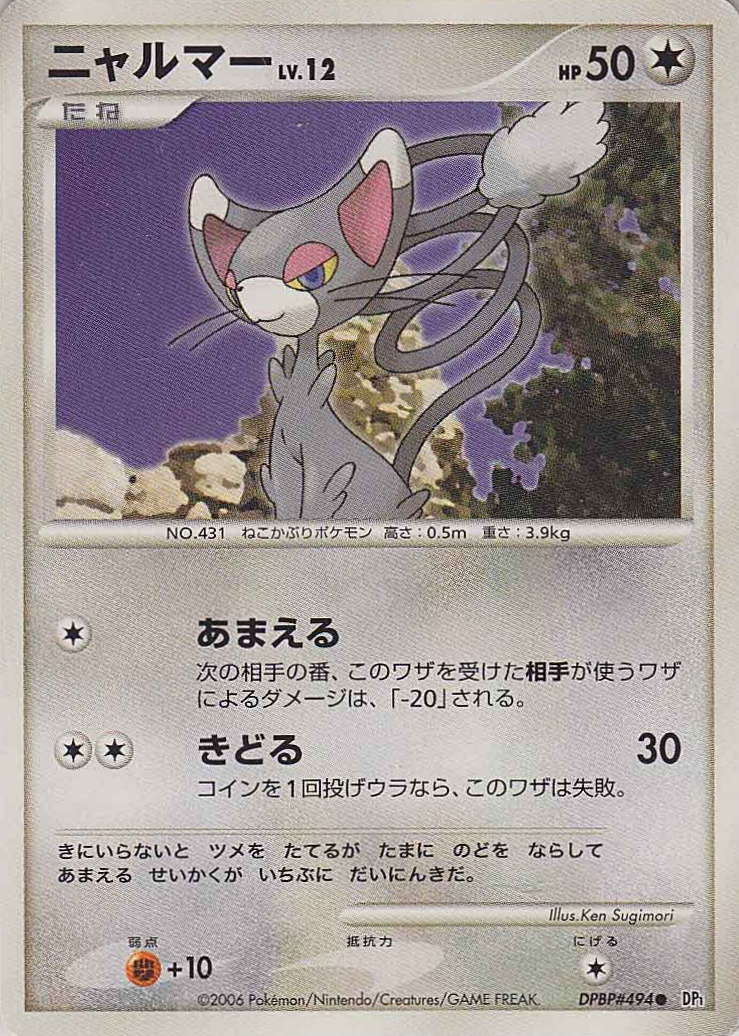 ニャルマー LV.12 HP 50
たね
NO.431 ねこかぶりポケモン 高さ：0.5m 重さ：3.9kg
あまえる
次の相手の番、このワザを受けた相手が使うワザ
によるダメージは、「-20」される。
きどる 30
コインを1回投げウラなら、このワザは失敗。
きにいらないと ツメを たてるが たまに のどを ならして
あまえる せいかくが いちぶに だいにんきだ。
Illus.Ken Sugimori
弱点 抵抗力 にげる
+10
©2006 Pokémon/Nintendo/Creatures/GAME FREAK. DPBP#494● DP1